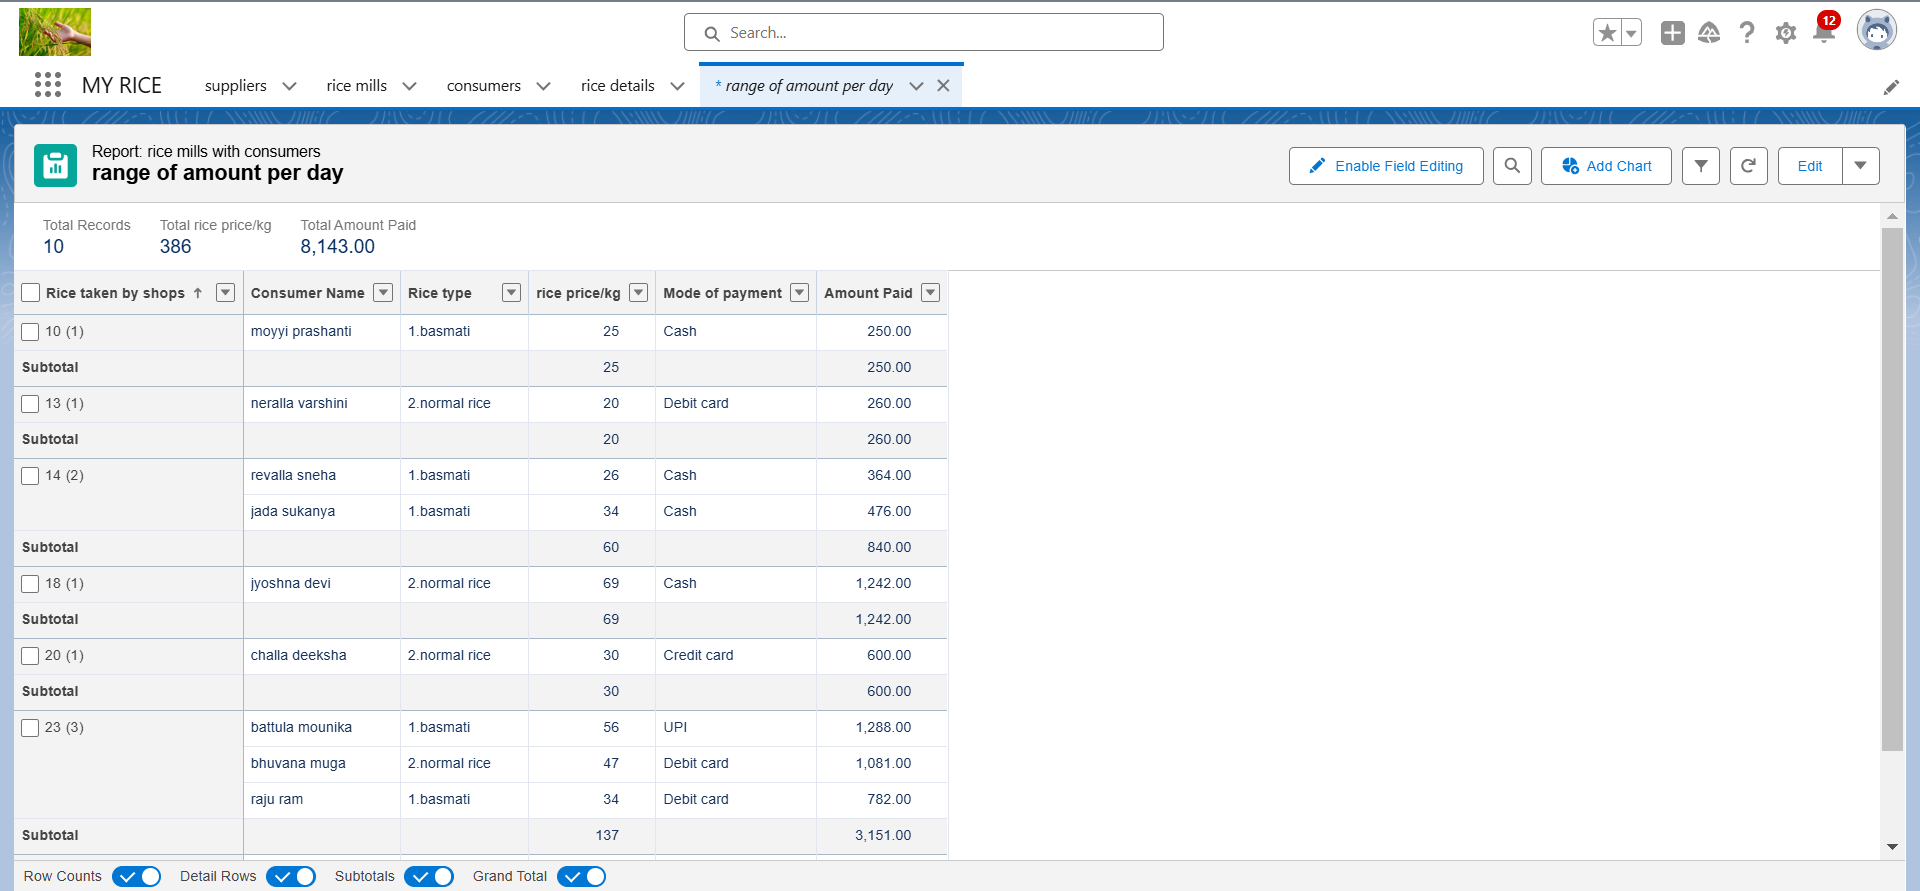 Search...
12
MY RICE
suppliers
rice mills
consumers
rice details
* range of amount per day
Report: rice mills with consumers
range of amount per day
Enable Field Editing
Add Chart
Edit
Total Records Total rice price/kg Total Amount Paid
10 386 8,143.00
Rice taken by shops ↑ Consumer Name Rice type rice price/kg Mode of payment Amount Paid
10 (1) moyyi prashanti 1.basmati 25 Cash 250.00
Subtotal 25 250.00
13 (1) neralla varshini 2.normal rice 20 Debit card 260.00
Subtotal 20 260.00
14 (2) revalla sneha 1.basmati 26 Cash 364.00
jada sukanya 1.basmati 34 Cash 476.00
Subtotal 60 840.00
18 (1) jyoshna devi 2.normal rice 69 Cash 1,242.00
Subtotal 69 1,242.00
20 (1) challa deeksha 2.normal rice 30 Credit card 600.00
Subtotal 30 600.00
23 (3) battula mounika 1.basmati 56 UPI 1,288.00
bhuvana muga 2.normal rice 47 Debit card 1,081.00
raju ram 1.basmati 34 Debit card 782.00
Subtotal 137 3,151.00
Row Counts Detail Rows Subtotals Grand Total